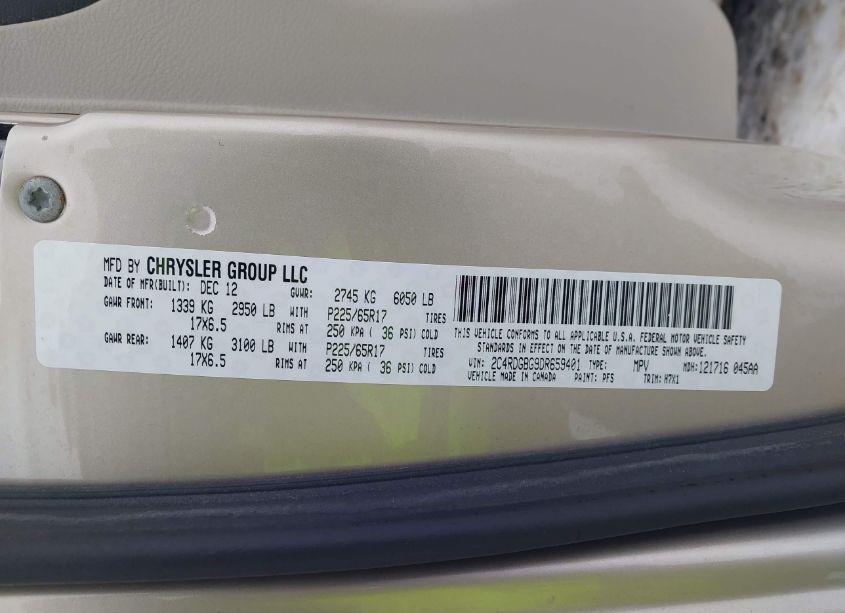 MFD BY CHRYSLER GROUP LLC
DATE OF MFR(BUILT): DEC 12 GVWR: 2745 KG 6050 LB
GAWR FRONT: 1339 KG 2950 LB WITH P225/65R17 TIRES
17X6.5 RIMS AT 250 KPA ( 36 PSI) COLD
GAWR REAR: 1407 KG 3100 LB WITH P225/65R17 TIRES
17X6.5 RIMS AT 250 KPA ( 36 PSI) COLD
THIS VEHICLE CONFORMS TO ALL APPLICABLE U.S.A. FEDERAL MOTOR VEHICLE SAFETY
STANDARDS IN EFFECT ON THE DATE OF MANUFACTURE SHOWN ABOVE.
VIN: 2C4RDGBG9DR659401 TYPE: MPV MDH: 121716 045AA
VEHICLE MADE IN CANADA PAINT: PFS TRIM: H7X1